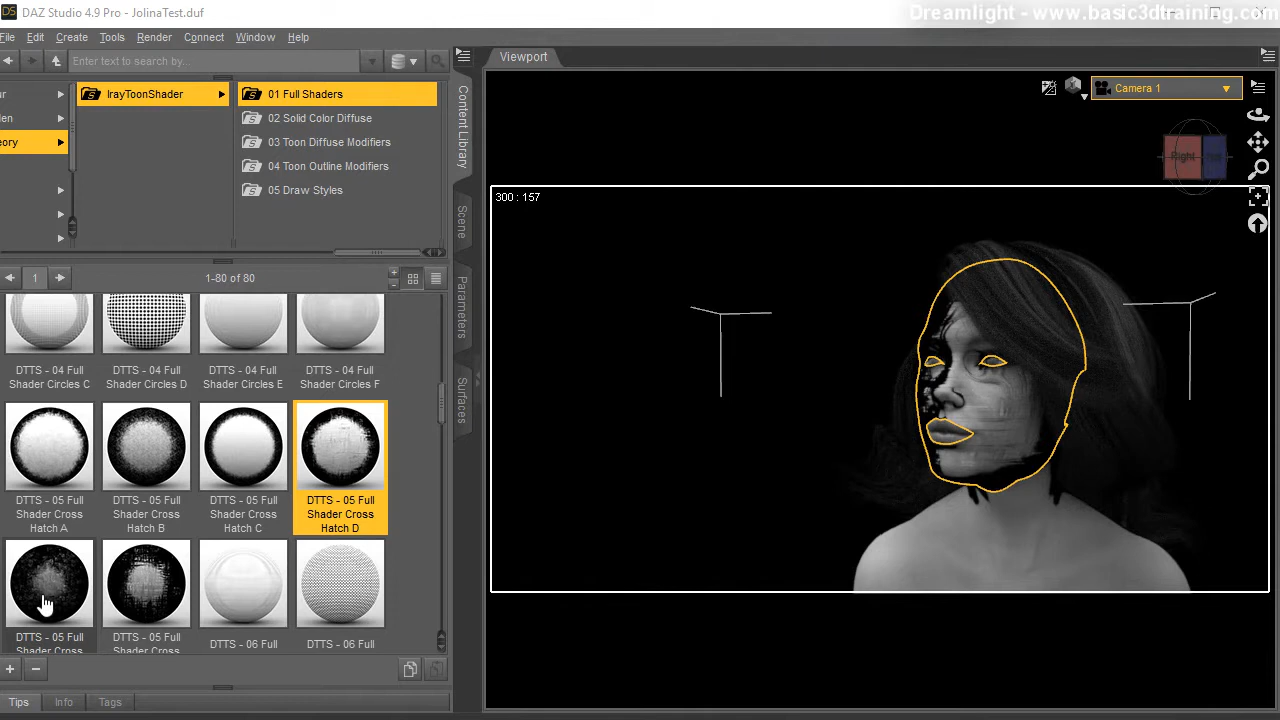 DAZ Studio 4.9 Pro - JolinaTest.duf
Dreamlight - www.basic3dtraining.com
File Edit Create Tools Render Connect Window Help
Enter text to search by...
Viewport
IrayToonShader
01 Full Shaders
02 Solid Color Diffuse
03 Toon Diffuse Modifiers
04 Toon Outline Modifiers
05 Draw Styles
Content Library
Scene
Parameters
Surfaces
Camera 1
Right
300 : 157
1
1-80 of 80
DTTS - 04 Full
Shader Circles C
DTTS - 04 Full
Shader Circles D
DTTS - 04 Full
Shader Circles E
DTTS - 04 Full
Shader Circles F
DTTS - 05 Full
Shader Cross
Hatch A
DTTS - 05 Full
Shader Cross
Hatch B
DTTS - 05 Full
Shader Cross
Hatch C
DTTS - 05 Full
Shader Cross
Hatch D
DTTS - 05 Full
Shader Cross
DTTS - 05 Full
Shader Cross
DTTS - 06 Full
DTTS - 06 Full
Tips Info Tags